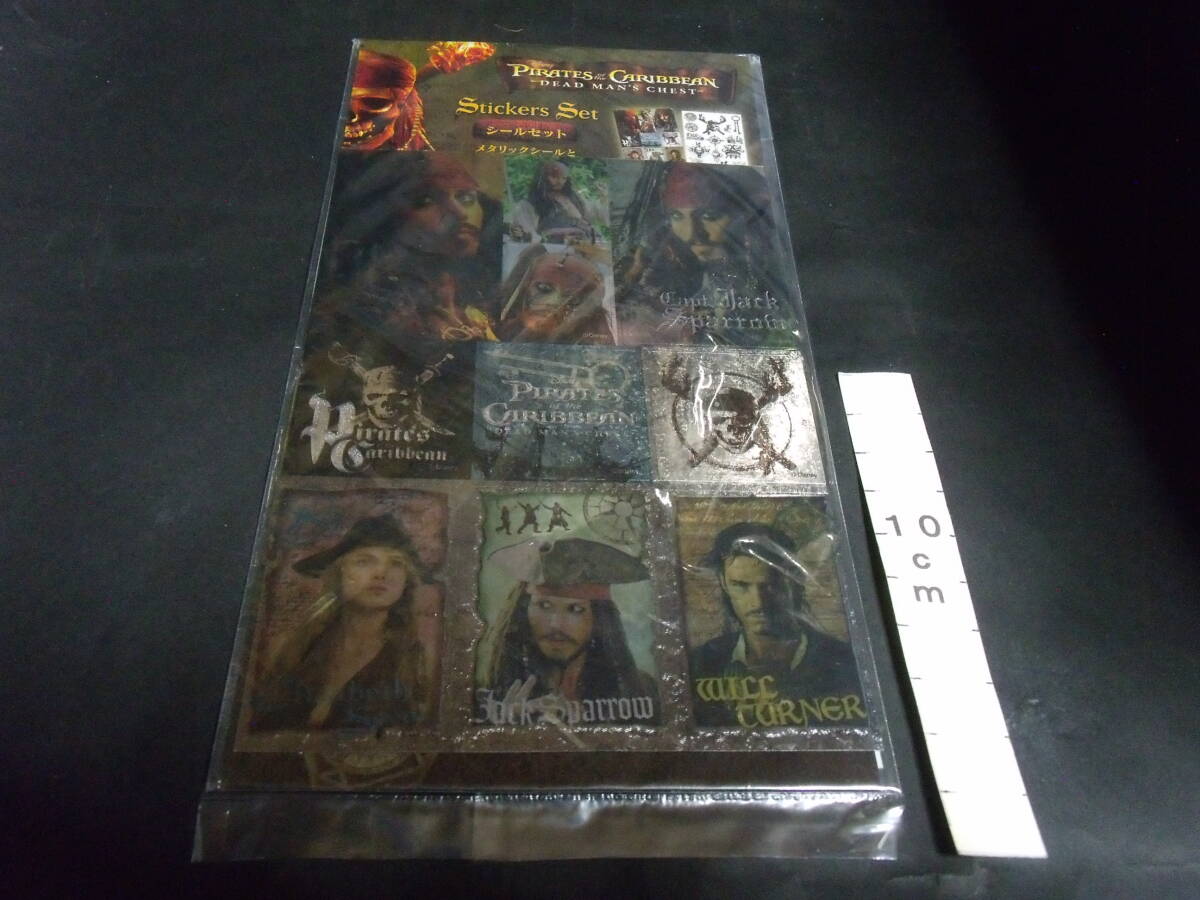 PIRATES OF THE CARIBBEAN
DEAD MAN'S CHEST
Stickers Set
シールセット
メタリックシールと
Capt. Jack
Sparrow
Pirates
Caribbean
PIRATES
CARIBBEAN
Jack Sparrow
WILL
TURNER
10
cm